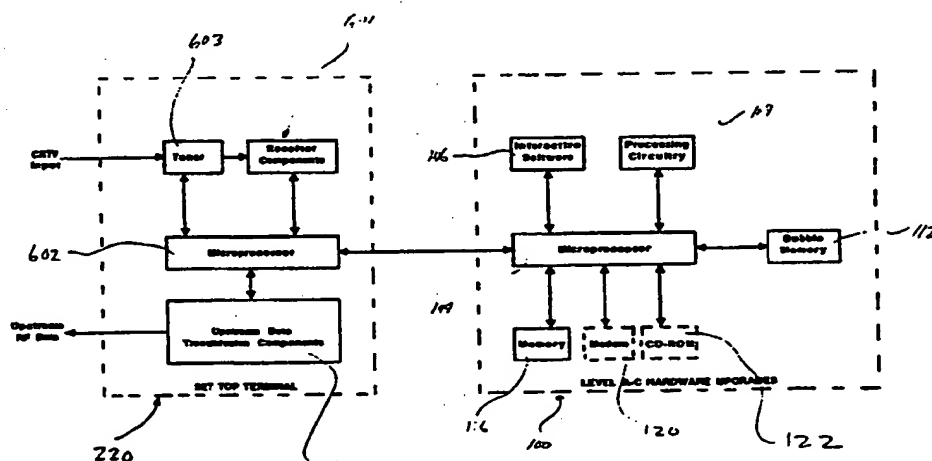 603
CATV
Input
Tuner
Receiver
Components
602
Microprocessor
Upstream
RF Data
Upstream Data
Transmission Components
SET TOP TERMINAL
220
Interactive
Software
Processing
Circuitry
Microprocessor
Bubble
Memory
112
Memory
Modem
CD-ROM
LEVEL HARDWARE UPGRADES
100
120
122